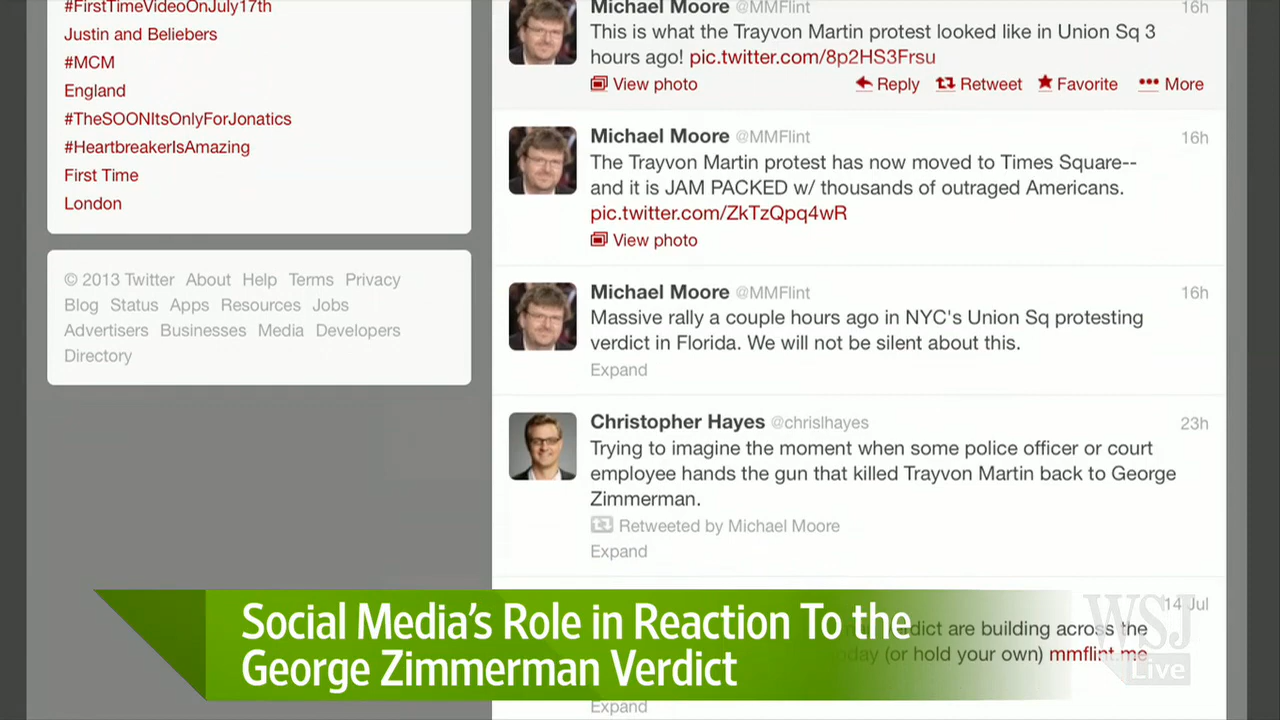 #FirstTimeVideoOnJuly17th
Justin and Beliebers
#MCM
England
#TheSOONItsOnlyForJonatics
#HeartbreakerIsAmazing
First Time
London
© 2013 Twitter About Help Terms Privacy
Blog Status Apps Resources Jobs
Advertisers Businesses Media Developers
Directory
Michael Moore @MMFlint 16h
This is what the Trayvon Martin protest looked like in Union Sq 3
hours ago! pic.twitter.com/8p2HS3Frsu
View photo Reply Retweet Favorite More
Michael Moore @MMFlint 16h
The Trayvon Martin protest has now moved to Times Square--
and it is JAM PACKED w/ thousands of outraged Americans.
pic.twitter.com/ZkTzQpq4wR
View photo
Michael Moore @MMFlint 16h
Massive rally a couple hours ago in NYC's Union Sq protesting
verdict in Florida. We will not be silent about this.
Expand
Christopher Hayes @chrislhayes 23h
Trying to imagine the moment when some police officer or court
employee hands the gun that killed Trayvon Martin back to George
Zimmerman.
Retweeted by Michael Moore
Expand
14 Jul
verdict are building across the
(or hold your own) mmflint.me
Expand
Social Media's Role in Reaction To the
George Zimmerman Verdict
WSJ
Live